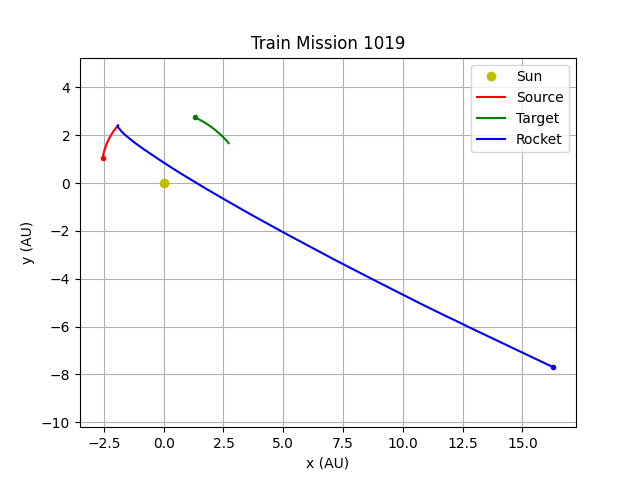 Train Mission 1019
Sun
Source
Target
Rocket
4
2
0
−2
−4
−6
−8
−10
y (AU)
−2.5
0.0
2.5
5.0
7.5
10.0
12.5
15.0
x (AU)